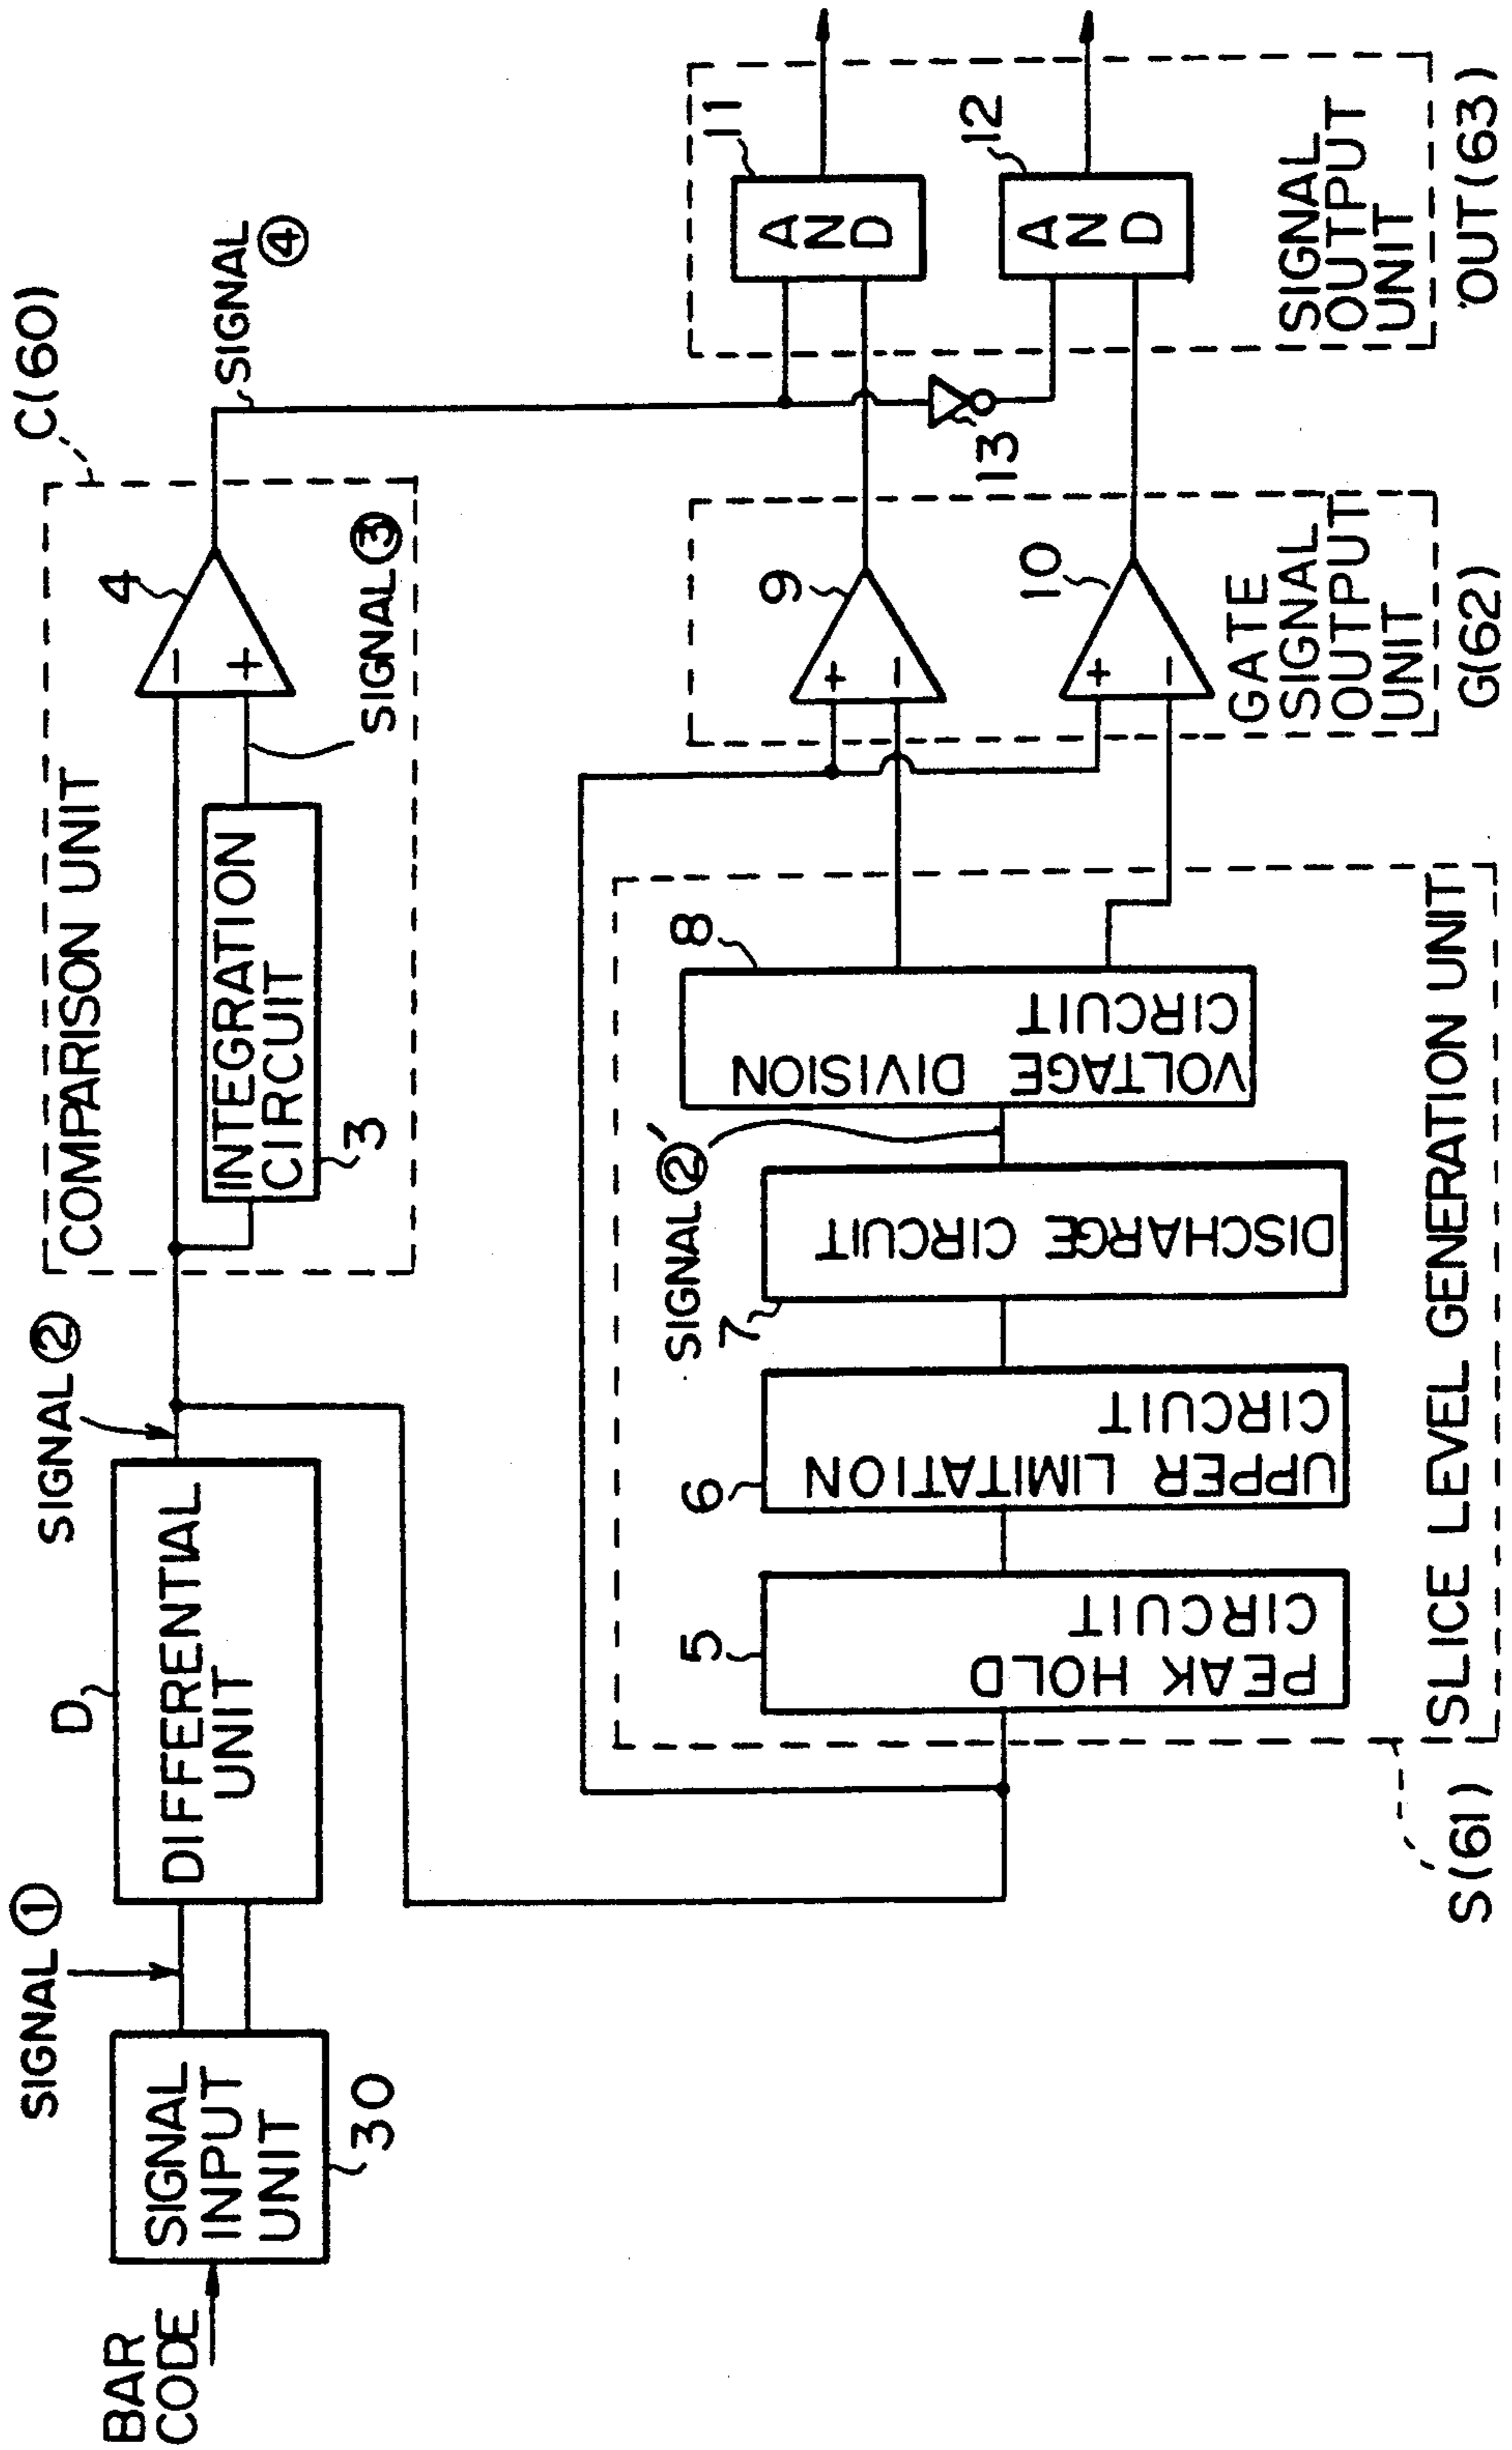 BAR
CODE
SIGNAL
INPUT
UNIT
30
SIGNAL ①
D
DIFFERENTIAL
UNIT
SIGNAL ②
C(60)
COMPARISON UNIT
INTEGRATION
CIRCUIT
3
4
−
+
SIGNAL ③
SIGNAL ④
S(61)
SLICE LEVEL GENERATION UNIT
5
PEAK HOLD
CIRCUIT
6
UPPER LIMITATION
CIRCUIT
7
DISCHARGE CIRCUIT
SIGNAL ②'
8
VOLTAGE DIVISION
CIRCUIT
9
+
−
10
+
−
GATE
SIGNAL
OUTPUT
UNIT
G(62)
13
11
AND
12
AND
SIGNAL
OUTPUT
UNIT
OUT(63)